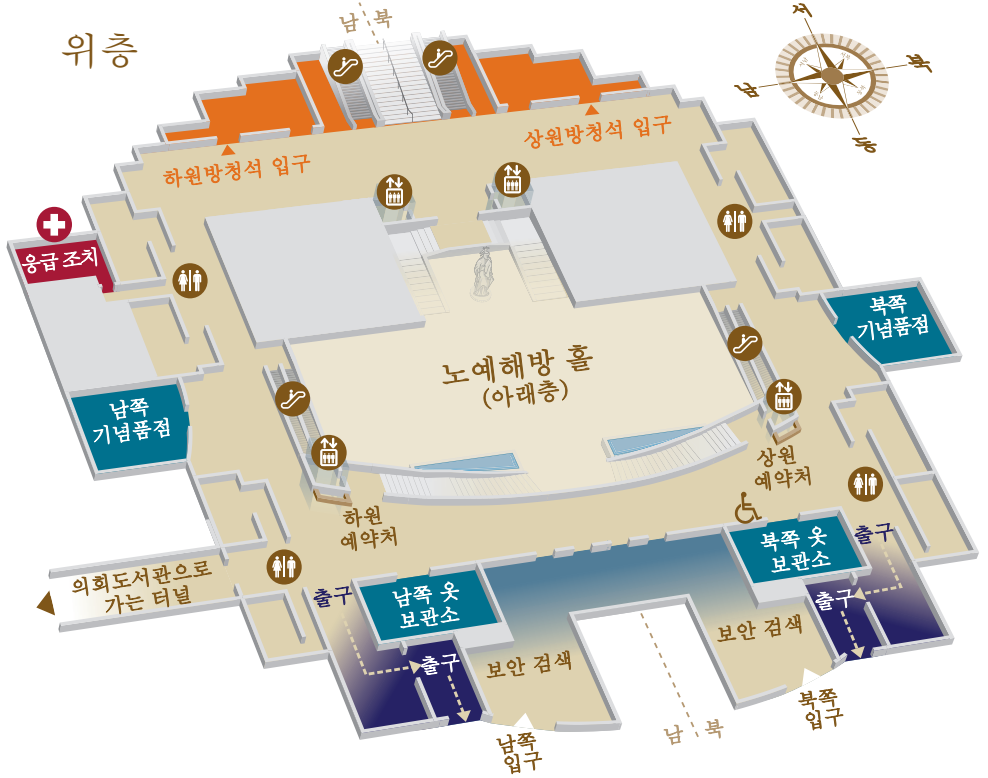 위층
남 북
서
남
북
동
하원방청석 입구
상원방청석 입구
응급 조치
북쪽
기념품점
남쪽
기념품점
노예해방 홀
(아래층)
하원
예약처
상원
예약처
의회도서관으로
가는 터널
출구
남쪽 옷
보관소
출구
보안 검색
남쪽
입구
남 북
북쪽 옷
보관소
출구
출구
보안 검색
북쪽
입구